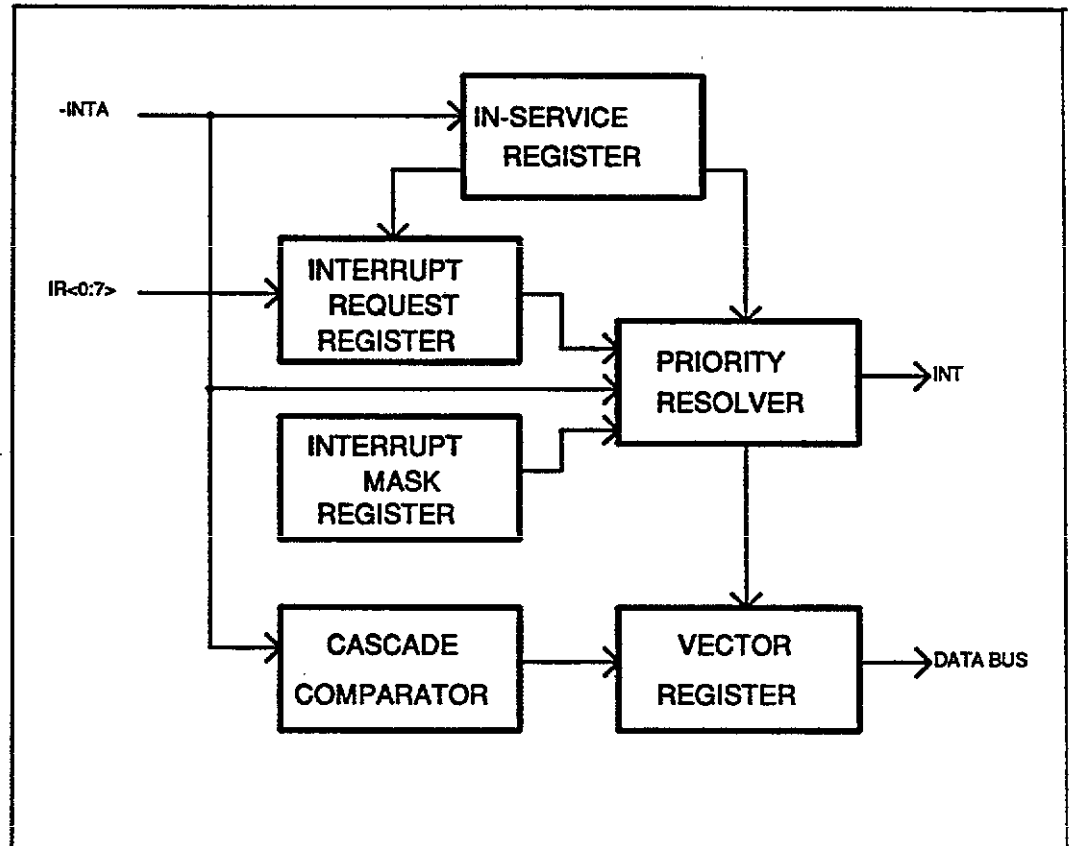 -INTA
IN-SERVICE
REGISTER
IR<0:7>
INTERRUPT
REQUEST
REGISTER
PRIORITY
RESOLVER
INT
INTERRUPT
MASK
REGISTER
CASCADE
COMPARATOR
VECTOR
REGISTER
DATA BUS